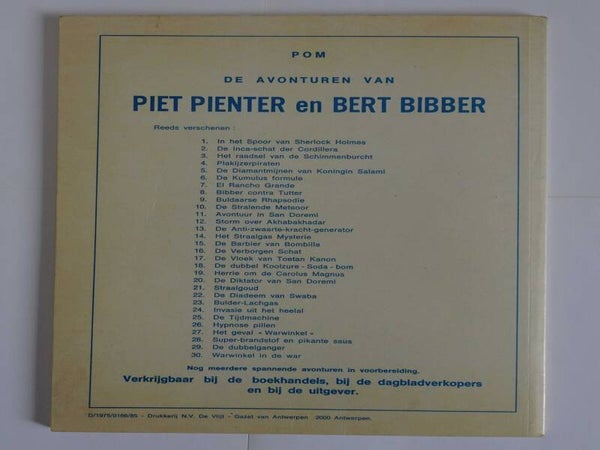 POM
DE AVONTUREN VAN
PIET PIENTER en BERT BIBBER
Reeds verschenen :
1. In het Spoor van Sherlock Holmes
2. De Inca-schat der Cordillera
3. Het raadsel van de Schimmenburcht
4. Plakijzerpiraten
5. De Diamantmijnen van Koningin Salami
6. De Kumulus formule
7. El Rancho Grande
8. Bibber contra Tutter
9. Buldaarse Rhapsodie
10. De Stralende Meteoor
11. Avontuur in San Doremi
12. Storm over Akhabakhadar
13. De Anti-zwaarte-kracht-generator
14. Het Straalgas Mysterie
15. De Barbier van Bombilla
16. De Verborgen Schat
17. De Vloek van Toetan Kanon
18. De dubbel Koolzure - Soda - bom
19. Herrie om de Carolus Magnus
20. De Diktator van San Doremi
21. Straalgoud
22. De Diadeem van Swaba
23. Bulder-Lachgas
24. Invasie uit het heelal
25. De Tijdmachine
26. Hypnose pillen
27. Het geval « Warwinkel »
28. Super-brandstof en pikante saus
29. De dubbelganger
30. Warwinkel in de war
Nog meerdere spannende avonturen in voorbereiding.
Verkrijgbaar bij de boekhandels, bij de dagbladverkopers
en bij de uitgever.
D/1975/0166/85 - Drukkerij N.V. De Vlijt - Gazet van Antwerpen 2000 Antwerpen.